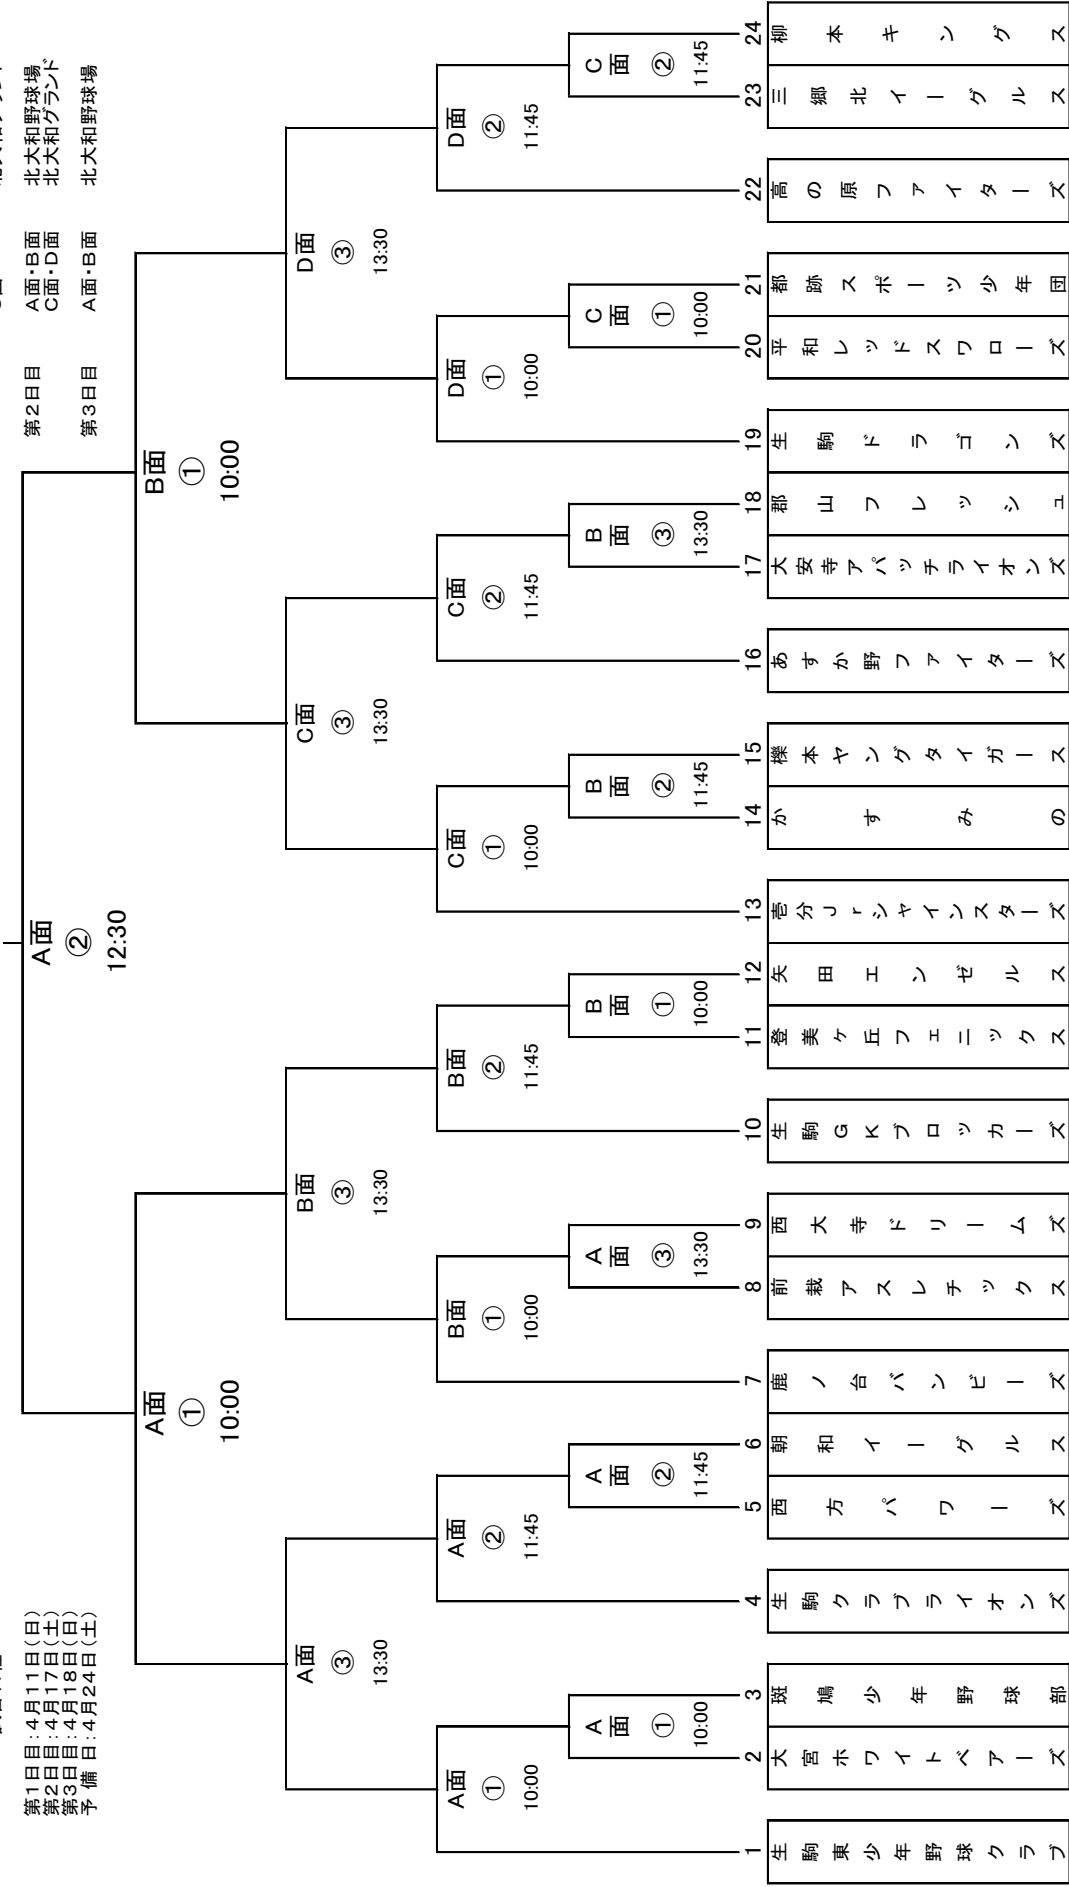 第1日目：4月11日（日）
第2日目：4月17日（土）
第3日目：4月18日（日）
予 備 日：4月24日（土）
第2日目　A面・B面　北大和野球場
C面・D面　北大和グランド
第3日目　A面・B面　北大和野球場
A面
②
12:30
A面
①
10:00
B面
①
10:00
A面
③
13:30
B面
③
13:30
C面
③
13:30
D面
③
13:30
A面
①
10:00
A面
②
11:45
B面
①
10:00
B面
②
11:45
C面
①
10:00
C面
②
11:45
D面
①
10:00
D面
②
11:45
A面
①
10:00
A面
②
11:45
A面
③
13:30
B面
①
10:00
B面
②
11:45
B面
③
13:30
C面
①
10:00
C面
②
11:45
1 生駒東少年野球クラブ
2 大宮ホワイトベアーズ
3 斑鳩少年野球部
4 生駒クラブライオンズ
5 西方パワーズ
6 朝和イーグルス
7 鹿ノ台バンビーズ
8 前栽アスレチックス
9 西大寺ドリームズ
10 生駒GKブロッカーズ
11 登美ヶ丘フェニックス
12 矢田エンゼルス
13 壱分Jrシャインスターズ
14 かすみの
15 櫟本ヤングタイガース
16 あすか野ファイターズ
17 大安寺アパッチライオンズ
18 郡山フレッシュ
19 生駒ドラゴンズ
20 平和レッドスワローズ
21 都跡スポーツ少年団
22 高の原ファイターズ
23 三郷北イーグルス
24 柳本キングス